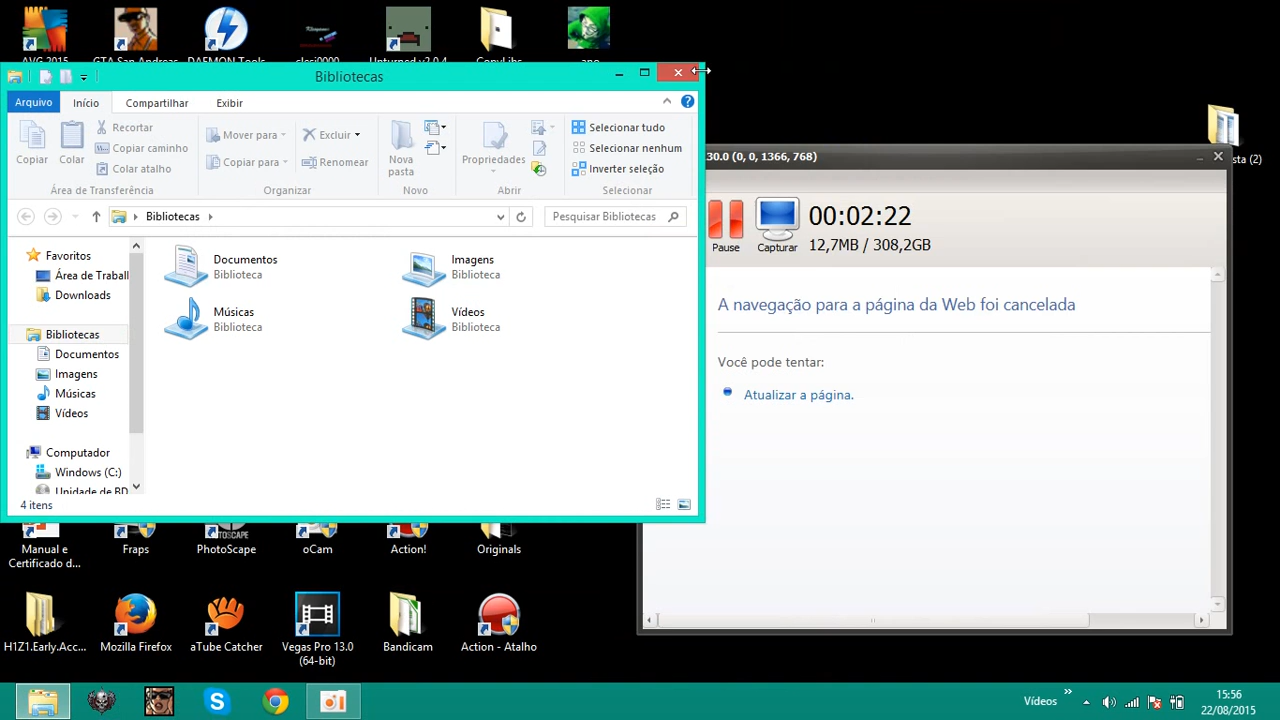 AVG 2015
GTA San Andreas
DAEMON Tools
clesi0000
Unturned v2.0.4
CopyLibs
ano
Bibliotecas
Arquivo
Início
Compartilhar
Exibir
Copiar
Colar
Recortar
Copiar caminho
Colar atalho
Área de Transferência
Mover para
Copiar para
Excluir
Renomear
Organizar
Nova
pasta
Novo
Propriedades
Abrir
Selecionar tudo
Selecionar nenhum
Inverter seleção
Selecionar
Bibliotecas
Pesquisar Bibliotecas
Favoritos
Área de Trabal
Downloads
Bibliotecas
Documentos
Imagens
Músicas
Vídeos
Computador
Windows (C:)
Unidade de BD
Documentos
Biblioteca
Imagens
Biblioteca
Músicas
Biblioteca
Vídeos
Biblioteca
4 itens
30.0 (0, 0, 1366, 768)
Pause
Capturar
00:02:22
12,7MB / 308,2GB
A navegação para a página da Web foi cancelada
Você pode tentar:
Atualizar a página.
sta (2)
Manual e
Certificado d...
Fraps
PhotoScape
oCam
Action!
Originals
H1Z1.Early.Acc...
Mozilla Firefox
aTube Catcher
Vegas Pro 13.0
(64-bit)
Bandicam
Action - Atalho
Vídeos
15:56
22/08/2015